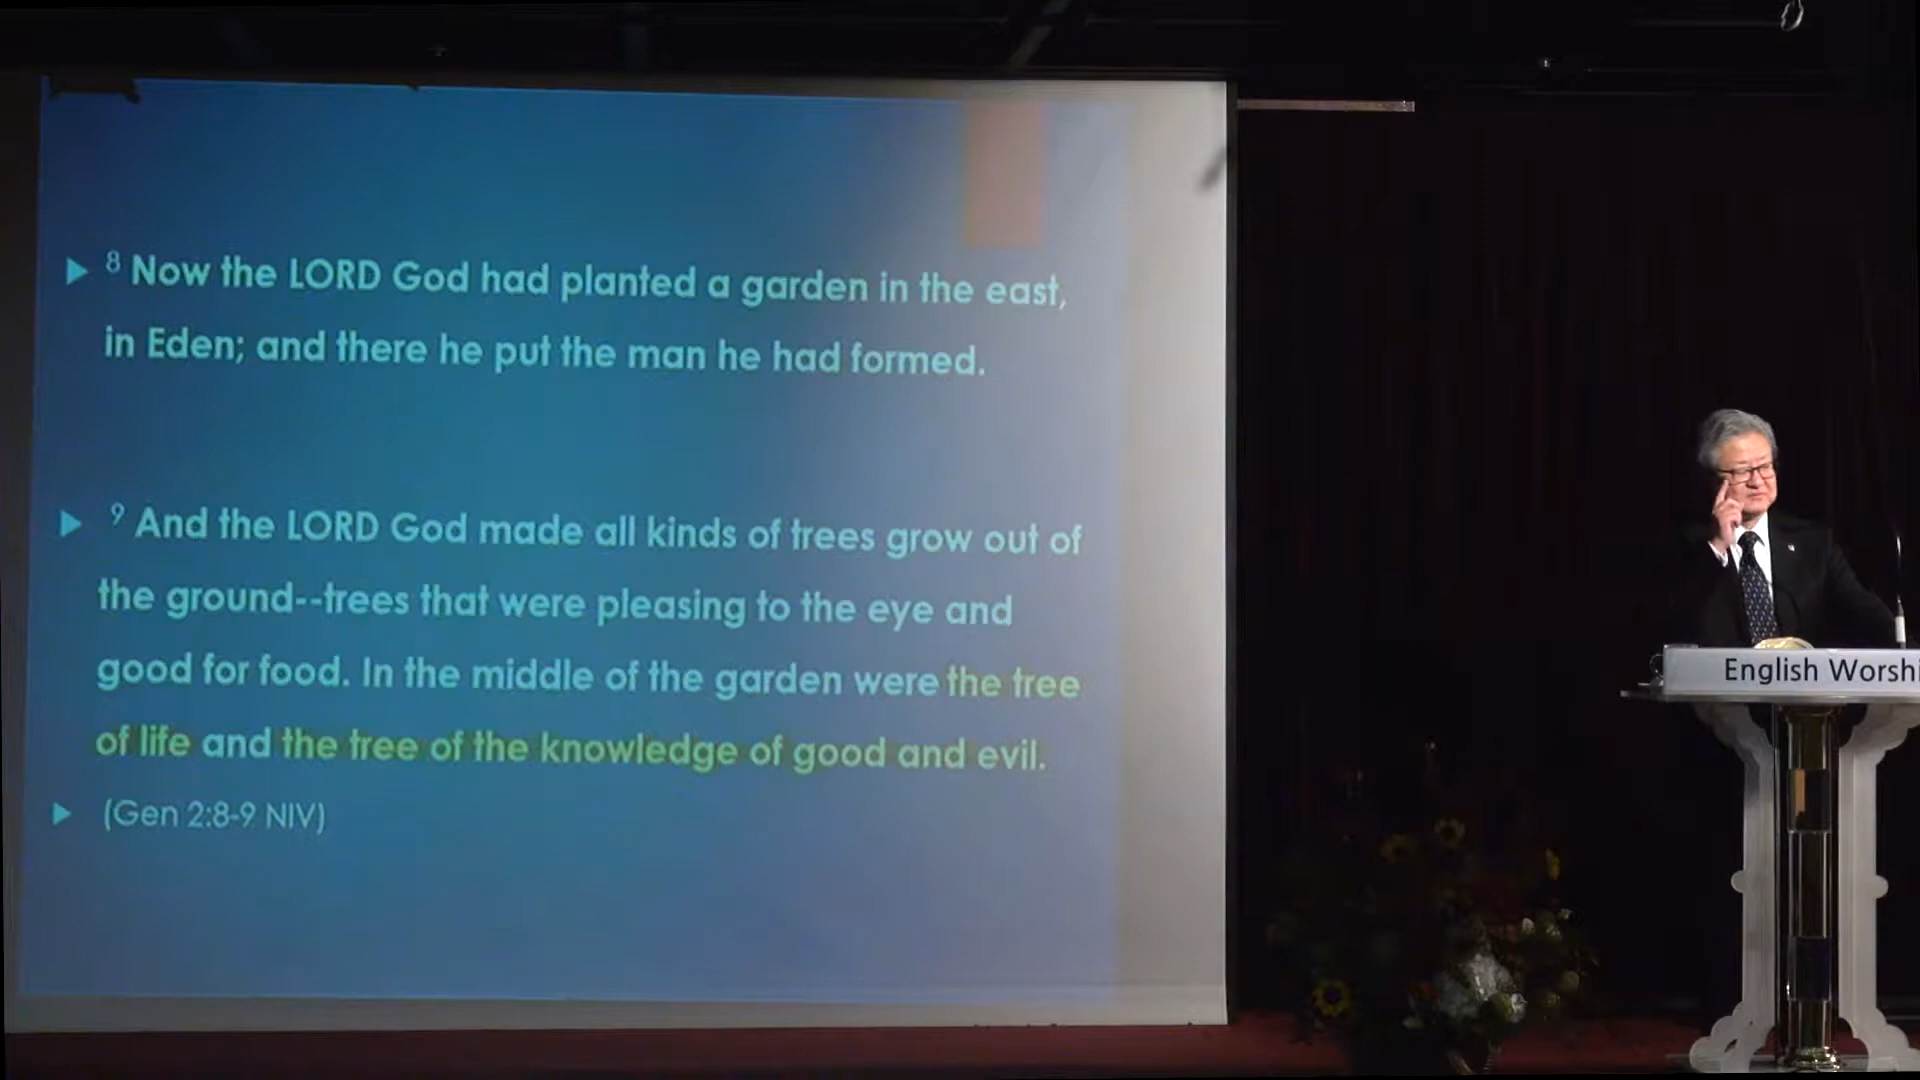 8 Now the LORD God had planted a garden in the east,
in Eden; and there he put the man he had formed.
9 And the LORD God made all kinds of trees grow out of
the ground--trees that were pleasing to the eye and
good for food. In the middle of the garden were the tree
of life and the tree of the knowledge of good and evil.
(Gen 2:8-9 NIV)
English Worshi